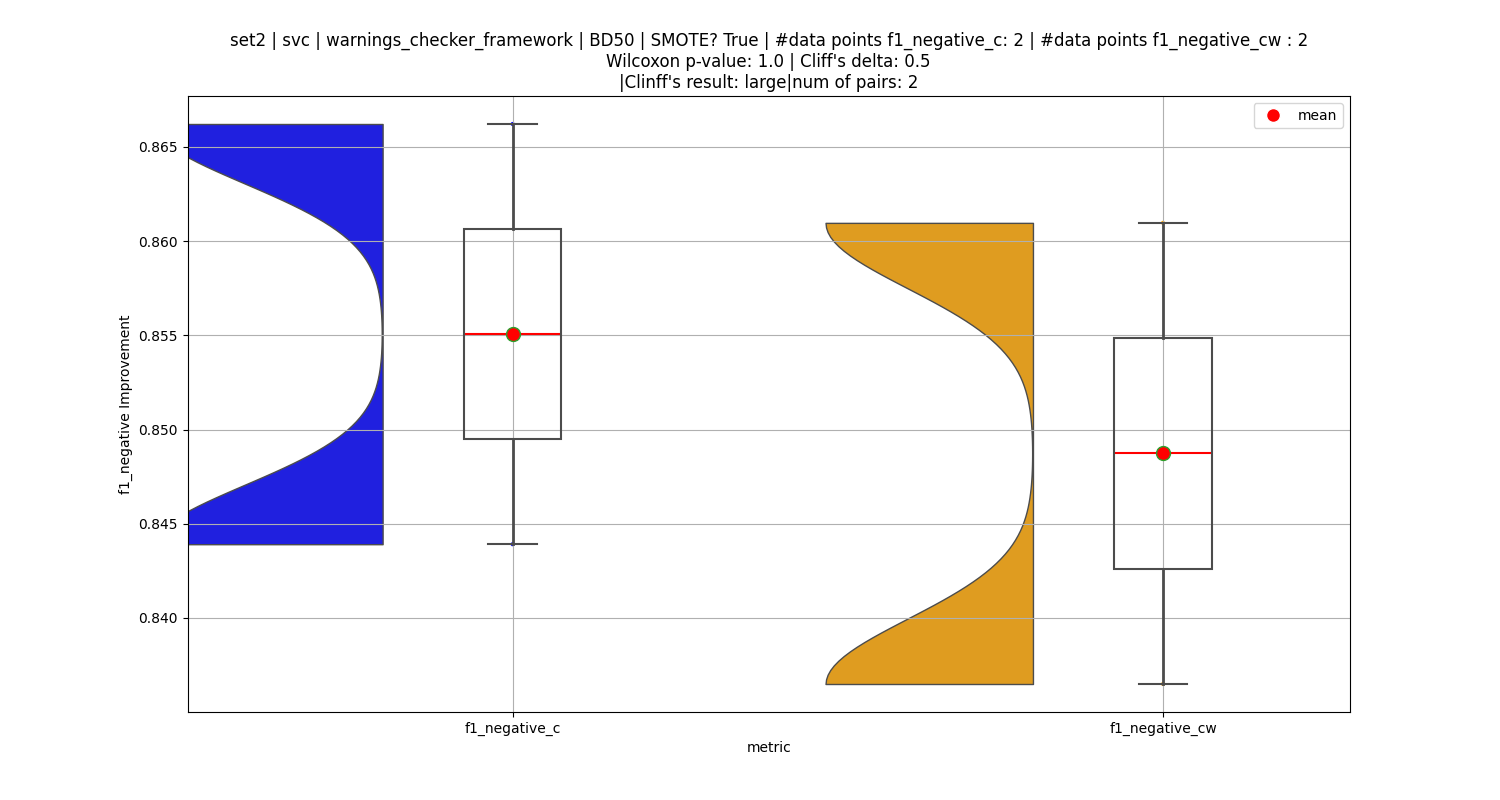 set2 | svc | warnings_checker_framework | BD50 | SMOTE? True | #data points f1_negative_c: 2 | #data points f1_negative_cw : 2
Wilcoxon p-value: 1.0 | Cliff's delta: 0.5
|Clinff's result: large|num of pairs: 2
mean
0.865
0.860
0.855
0.850
0.845
0.840
f1_negative Improvement
f1_negative_c
f1_negative_cw
metric